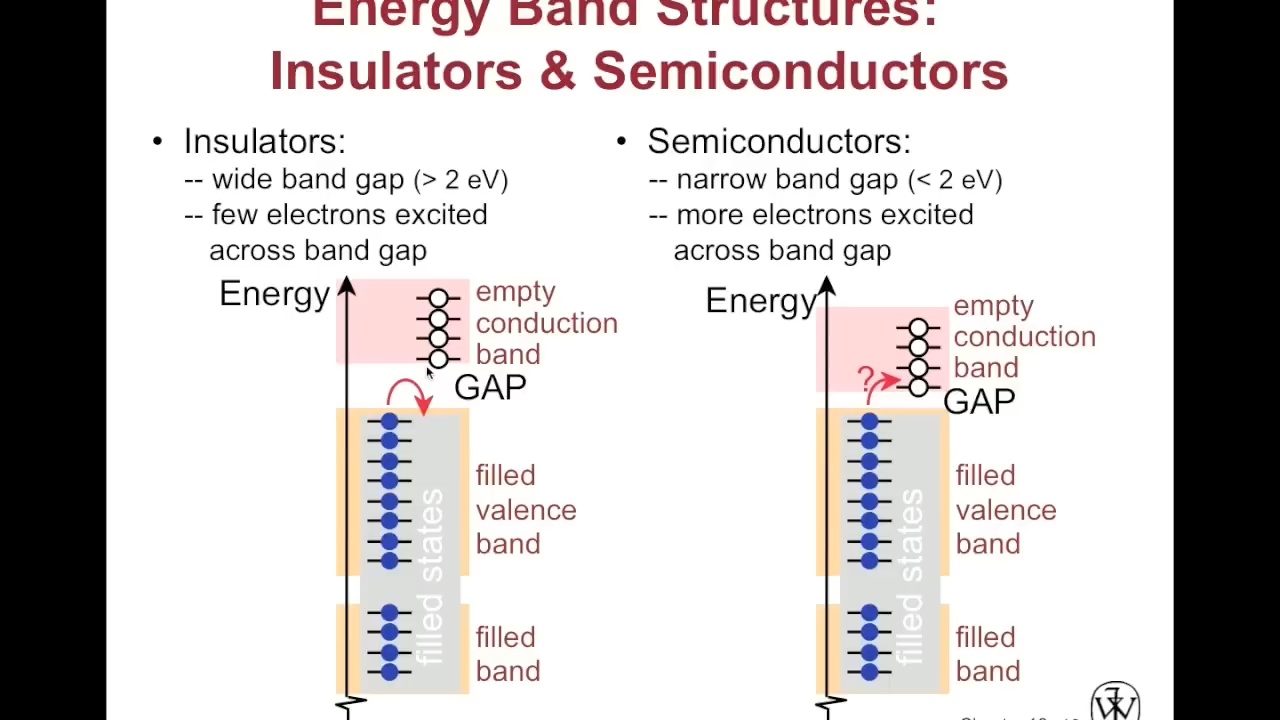 Energy Band Structures:
Insulators & Semiconductors
• Insulators:
-- wide band gap (> 2 eV)
-- few electrons excited
across band gap
• Semiconductors:
-- narrow band gap (< 2 eV)
-- more electrons excited
across band gap
Energy
empty
conduction
band
GAP
filled
valence
band
filled states
filled
band
Energy
empty
conduction
band
?
GAP
filled
valence
band
filled states
filled
band